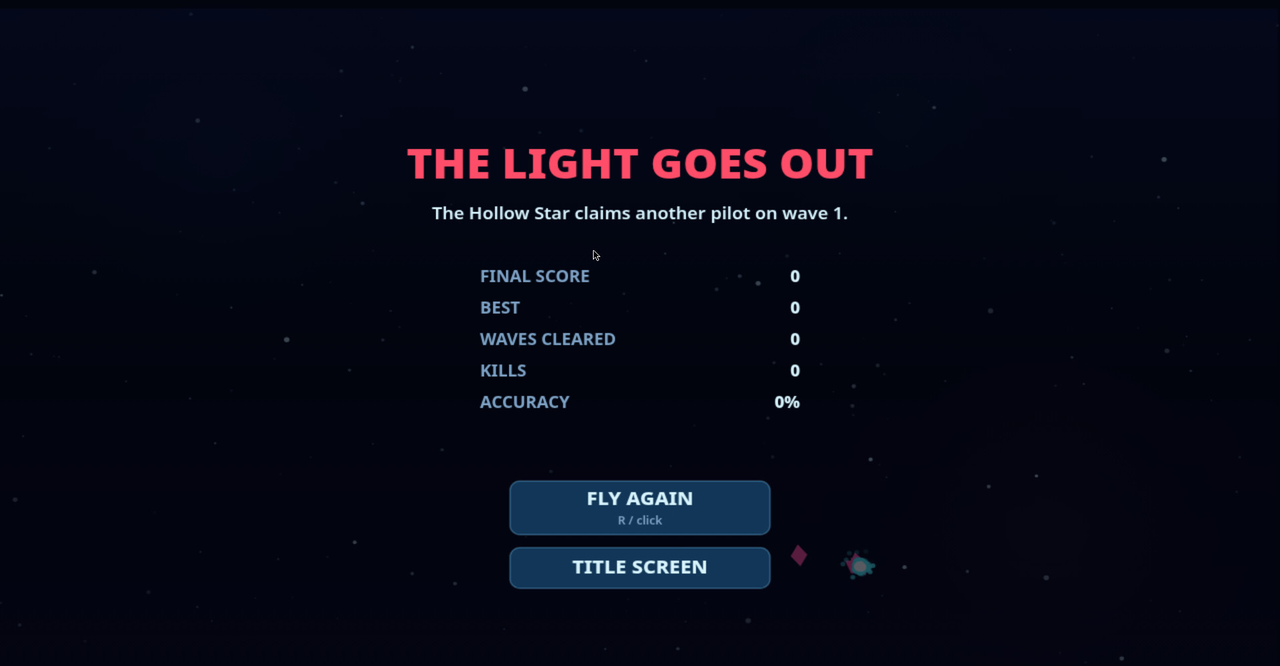 THE LIGHT GOES OUT
The Hollow Star claims another pilot on wave 1.
FINAL SCORE 0
BEST 0
WAVES CLEARED 0
KILLS 0
ACCURACY 0%
FLY AGAIN
R / click
TITLE SCREEN